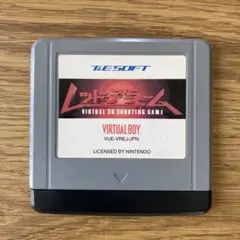 T&E SOFT
レッドアラーム
VIRTUAL 3D SHOOTING GAME
VIRTUAL BOY
VUE-VREJ-JPN
LICENSED BY NINTENDO